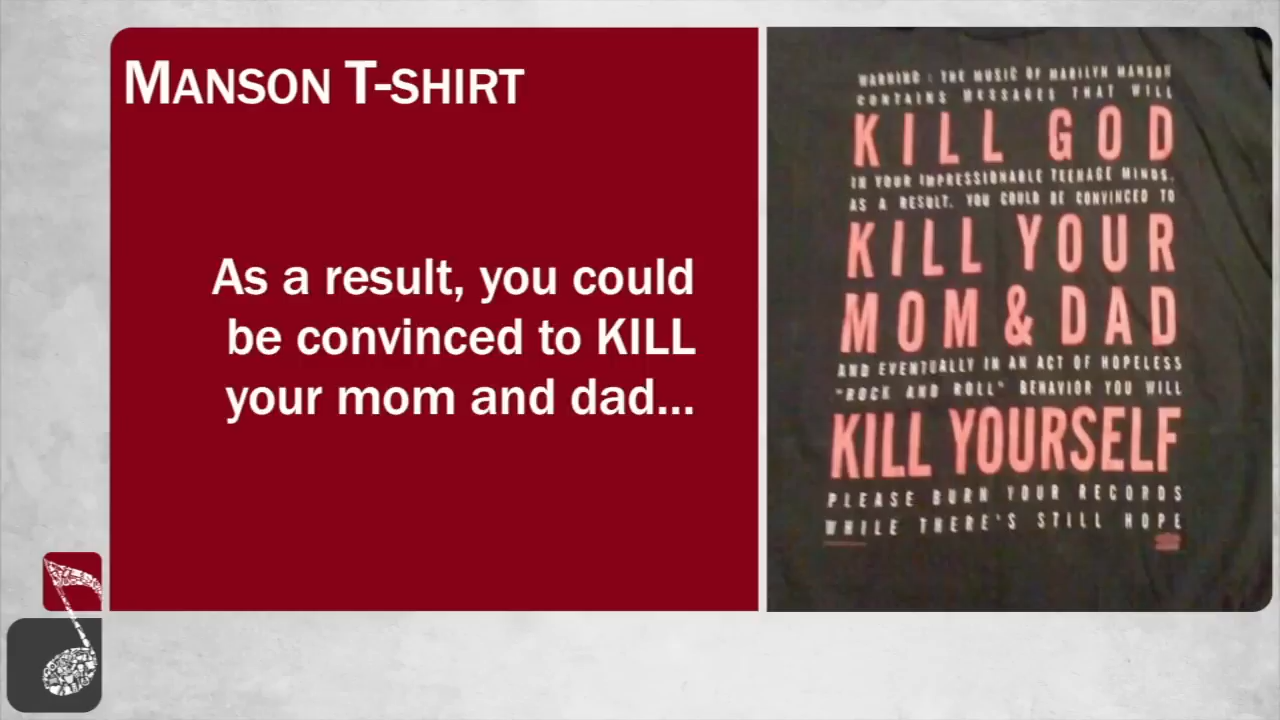 MANSON T-SHIRT
As a result, you could
be convinced to KILL
your mom and dad...
WARNING : THE MUSIC OF MARILYN MANSON
CONTAINS MESSAGES THAT WILL
KILL GOD
IN YOUR IMPRESSIONABLE TEENAGE MINDS.
AS A RESULT, YOU COULD BE CONVINCED TO
KILL YOUR
MOM & DAD
AND EVENTUALLY IN AN ACT OF HOPELESS
"ROCK AND ROLL" BEHAVIOR YOU WILL
KILL YOURSELF
PLEASE BURN YOUR RECORDS
WHILE THERE'S STILL HOPE